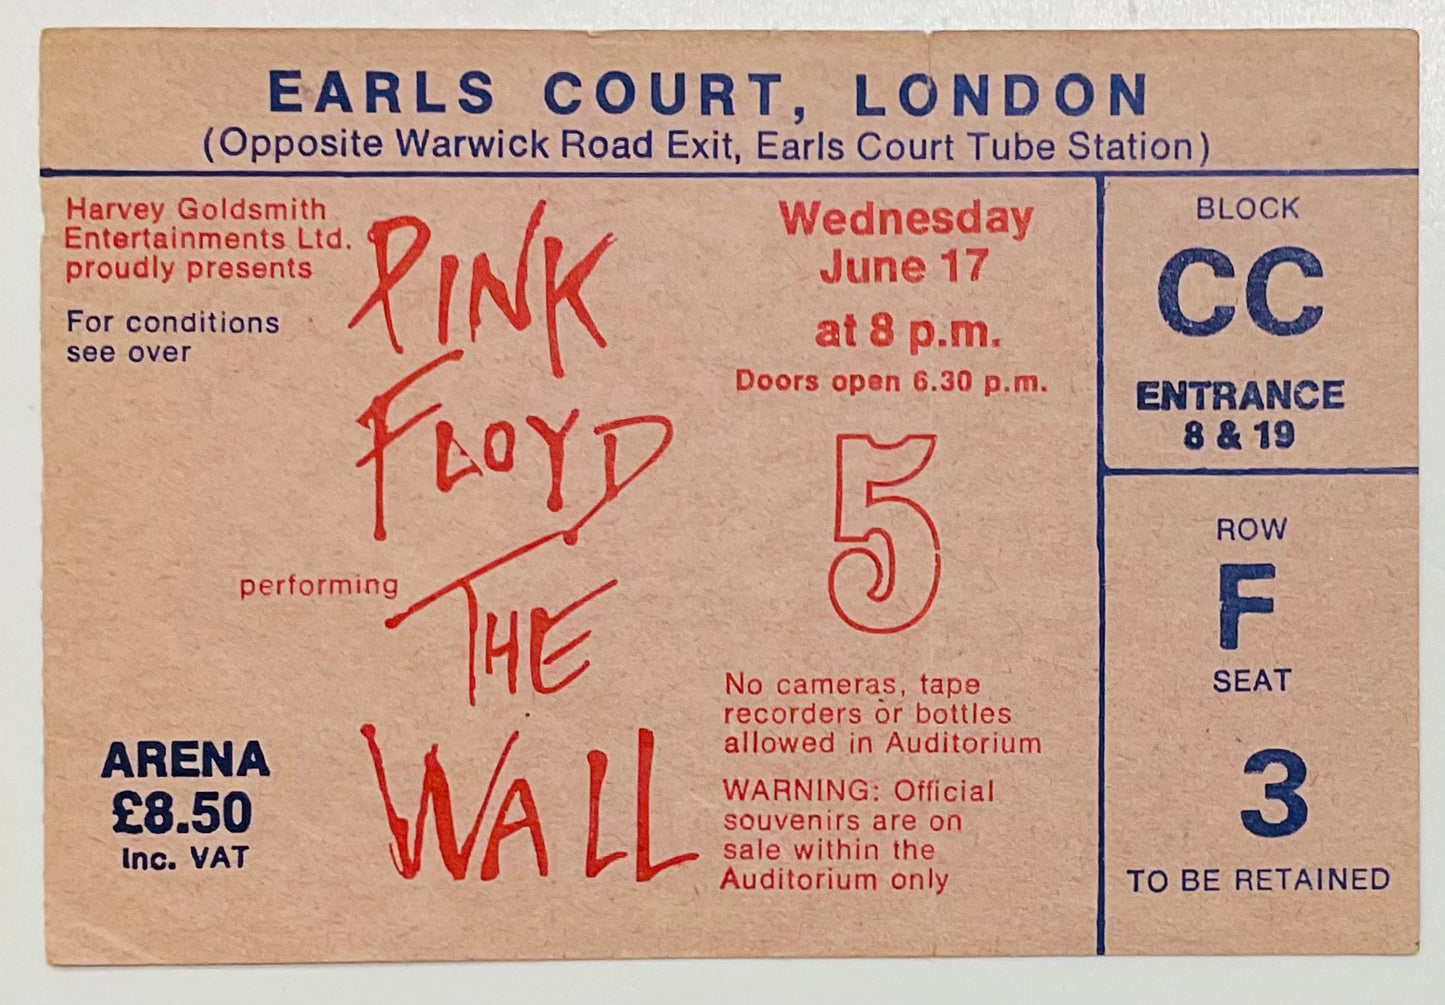 EARLS COURT, LONDON
(Opposite Warwick Road Exit, Earls Court Tube Station)
Harvey Goldsmith
Entertainments Ltd.
proudly presents
For conditions
see over
PINK
FLOYD
performing
THE
WALL
ARENA
£8.50
Inc. VAT
Wednesday
June 17
at 8 p.m.
Doors open 6.30 p.m.
5
No cameras, tape
recorders or bottles
allowed in Auditorium
WARNING: Official
souvenirs are on
sale within the
Auditorium only
BLOCK
CC
ENTRANCE
8 & 19
ROW
F
SEAT
3
TO BE RETAINED